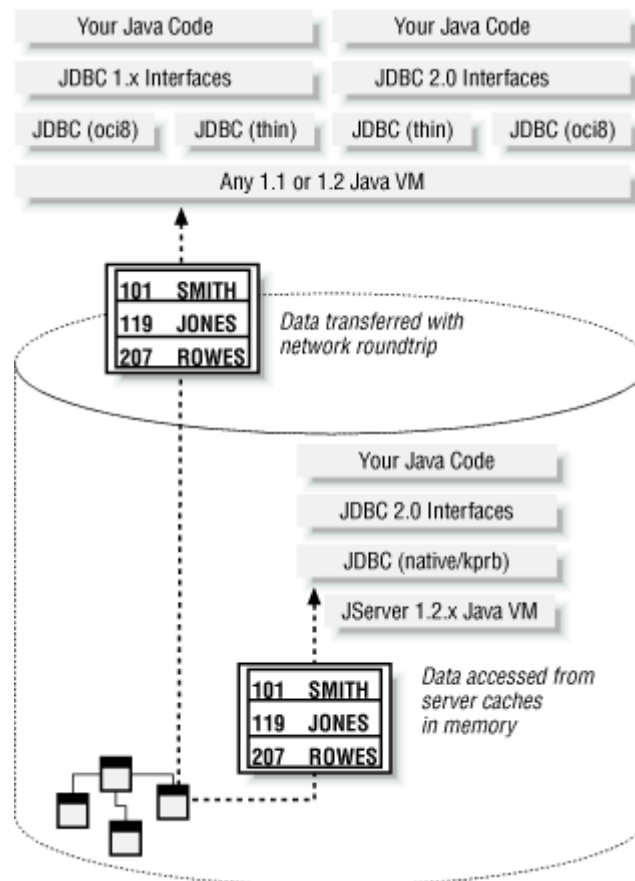 Your Java Code
Your Java Code
JDBC 1.x Interfaces
JDBC 2.0 Interfaces
JDBC (oci8)
JDBC (thin)
JDBC (thin)
JDBC (oci8)
Any 1.1 or 1.2 Java VM
101 SMITH
119 JONES
207 ROWES
Data transferred with
network roundtrip
Your Java Code
JDBC 2.0 Interfaces
JDBC (native/kprb)
JServer 1.2.x Java VM
101 SMITH
119 JONES
207 ROWES
Data accessed from
server caches
in memory